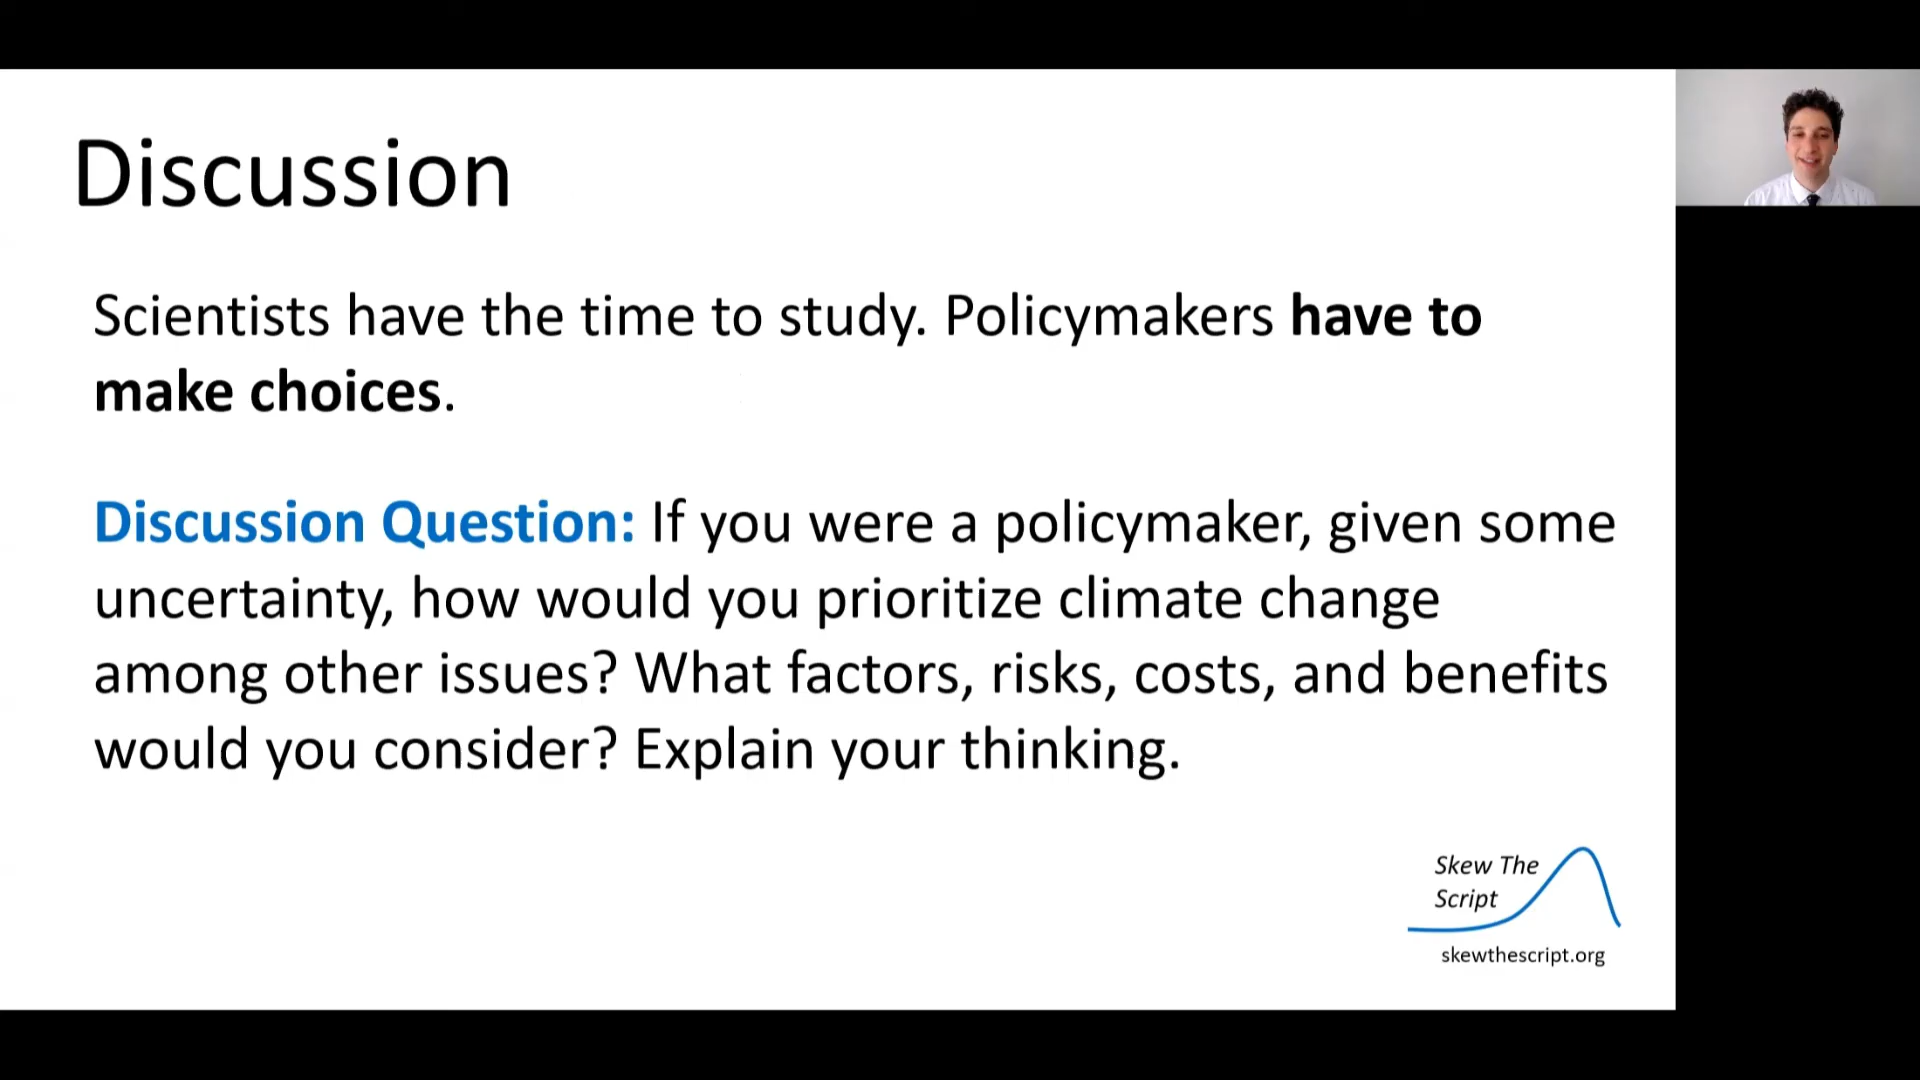 Discussion
Scientists have the time to study. Policymakers have to
make choices.
Discussion Question: If you were a policymaker, given some
uncertainty, how would you prioritize climate change
among other issues? What factors, risks, costs, and benefits
would you consider? Explain your thinking.
Skew The
Script
skewthescript.org